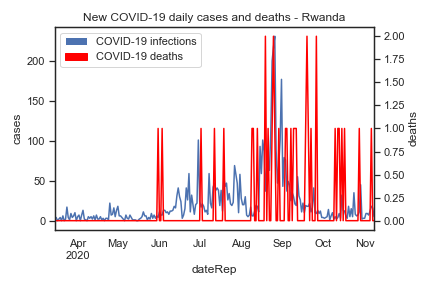 New COVID-19 daily cases and deaths - Rwanda
COVID-19 infections
COVID-19 deaths
cases
200
150
100
50
0
deaths
2.00
1.75
1.50
1.25
1.00
0.75
0.50
0.25
0.00
Apr May Jun Jul Aug Sep Oct Nov
2020
dateRep